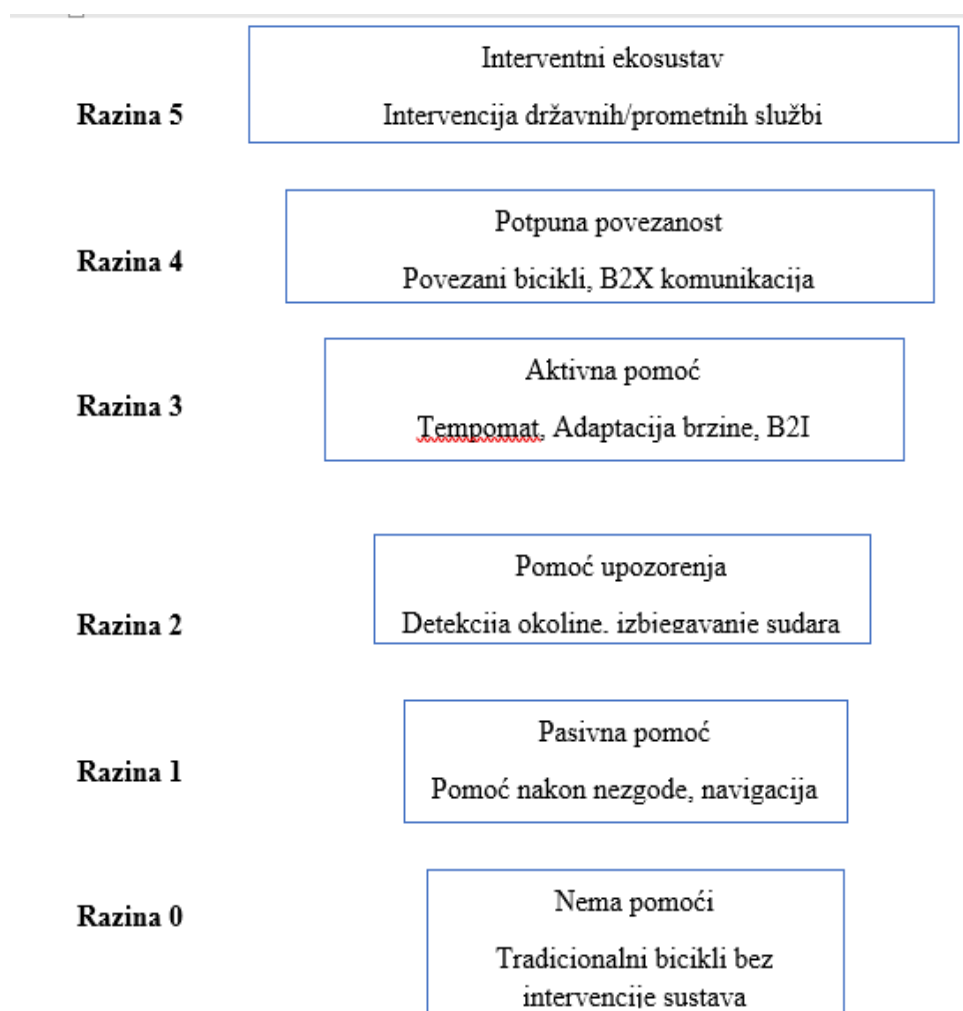 Interventni ekosustav
Razina 5
Intervencija državnih/prometnih službi
Potpuna povezanost
Razina 4
Povezani bicikli, B2X komunikacija
Aktivna pomoć
Razina 3
Tempomat, Adaptacija brzine, B2I
Pomoć upozorenja
Razina 2
Detekcija okoline, izbjegavanje sudara
Pasivna pomoć
Razina 1
Pomoć nakon nezgode, navigacija
Nema pomoći
Razina 0
Tradicionalni bicikli bez
intervencije sustava